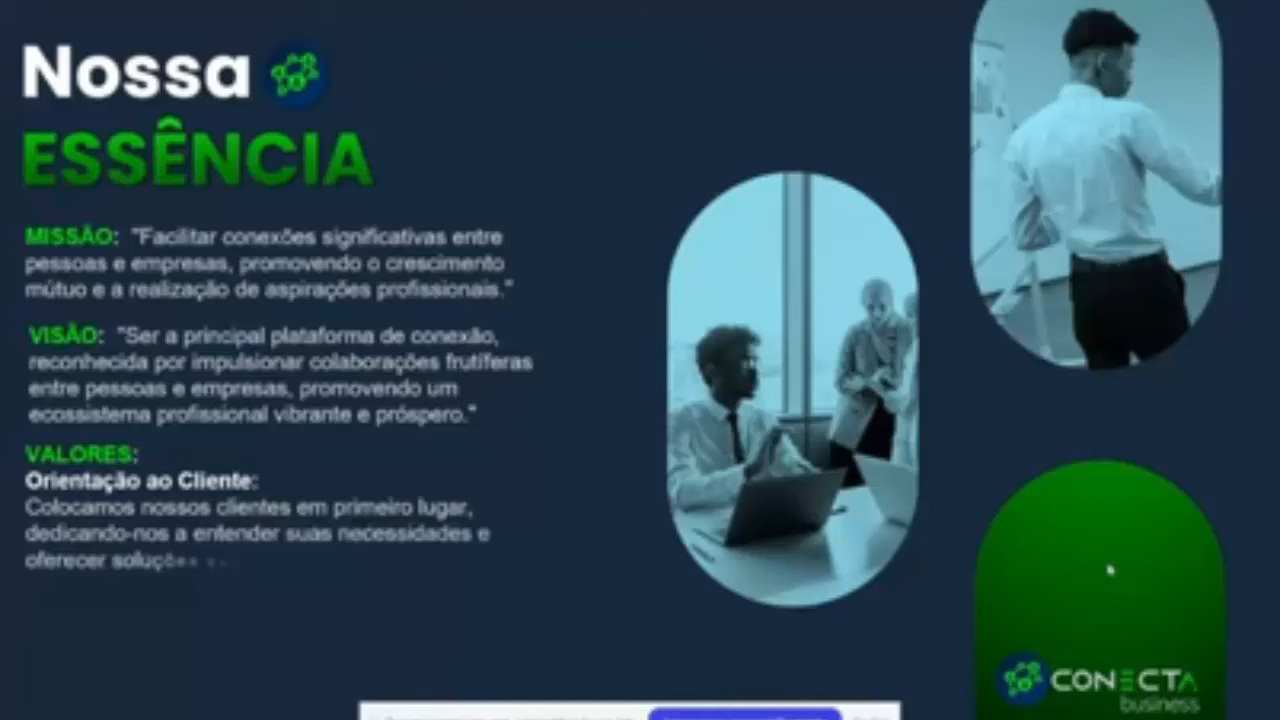 Nossa
ESSÊNCIA
MISSÃO: "Facilitar conexões significativas entre
pessoas e empresas, promovendo o crescimento
mútuo e a realização de aspirações profissionais."
VISÃO: "Ser a principal plataforma de conexão,
reconhecida por impulsionar colaborações frutíferas
entre pessoas e empresas, promovendo um
ecossistema profissional vibrante e próspero."
VALORES:
Orientação ao Cliente:
Colocamos nossos clientes em primeiro lugar,
dedicando-nos a entender suas necessidades e
oferecer
CONECTA
business